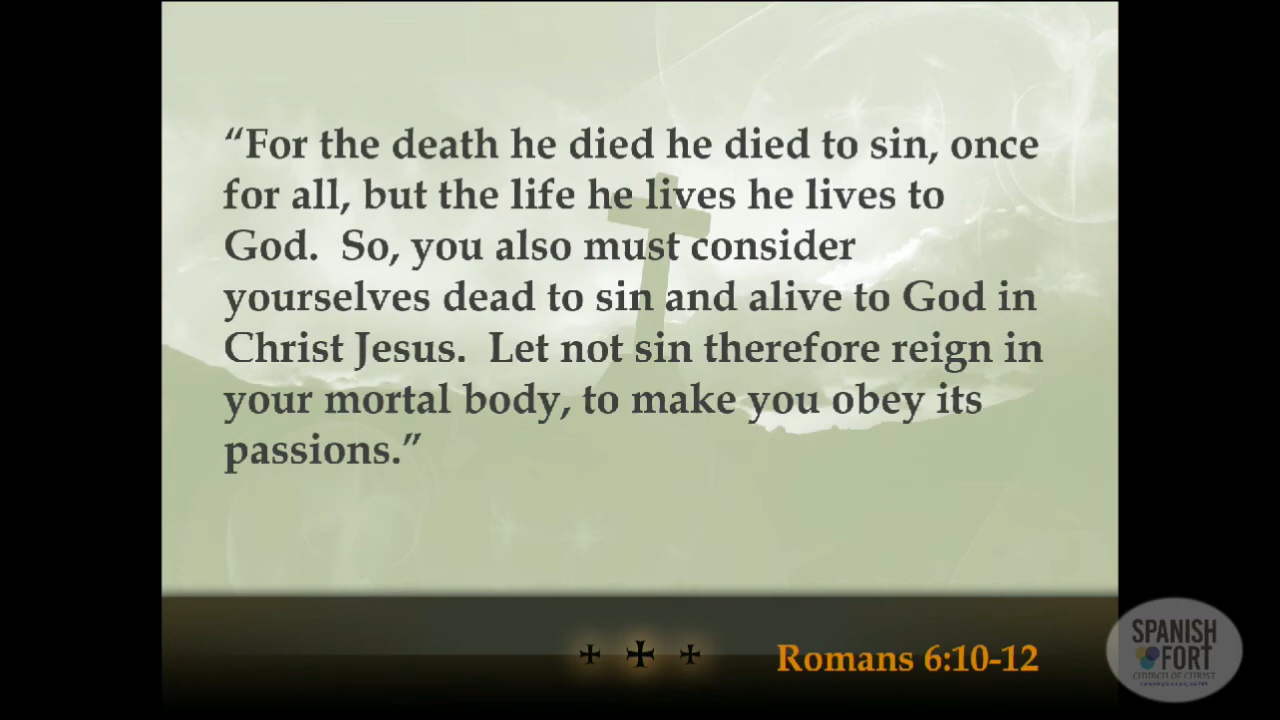 “For the death he died he died to sin, once
for all, but the life he lives he lives to
God.  So, you also must consider
yourselves dead to sin and alive to God in
Christ Jesus.  Let not sin therefore reign in
your mortal body, to make you obey its
passions.”
Romans 6:10-12
SPANISH
FORT
CHURCH OF CHRIST